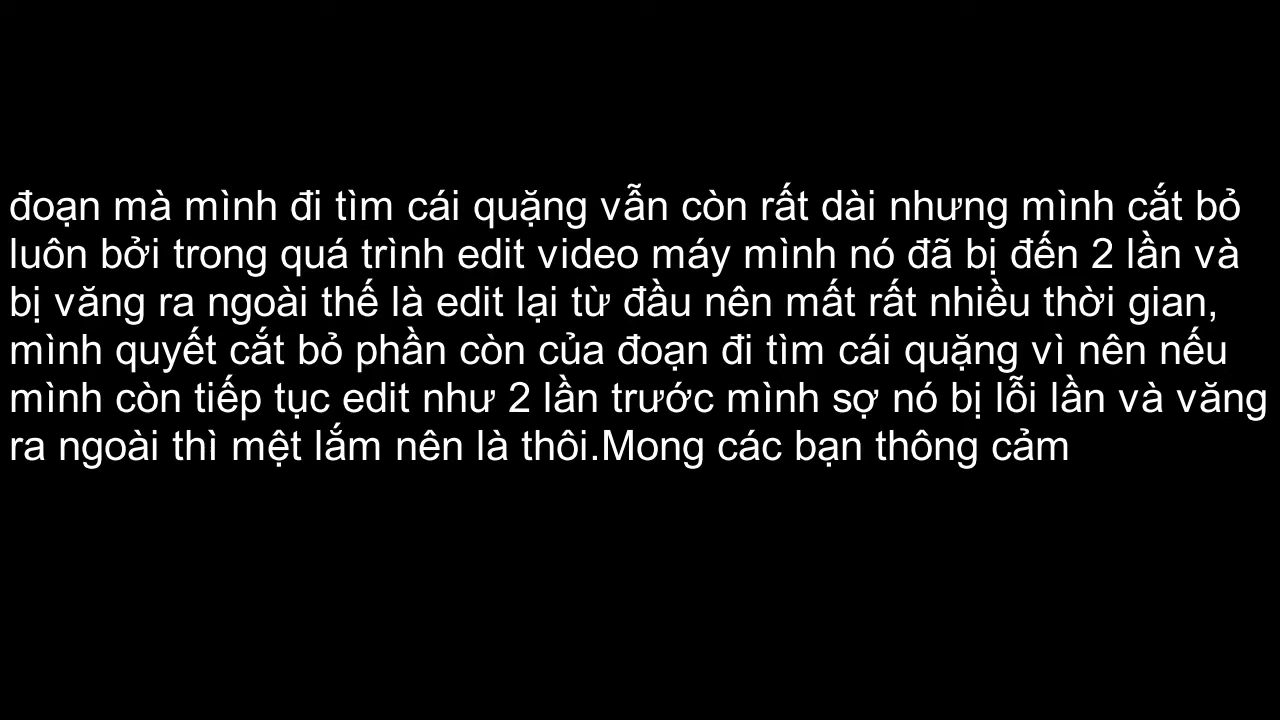 đoạn mà mình đi tìm cái quặng vẫn còn rất dài nhưng mình cắt bỏ
luôn bởi trong quá trình edit video máy mình nó đã bị đến 2 lần và
bị văng ra ngoài thế là edit lại từ đầu nên mất rất nhiều thời gian,
mình quyết cắt bỏ phần còn của đoạn đi tìm cái quặng vì nên nếu
mình còn tiếp tục edit như 2 lần trước mình sợ nó bị lỗi lần và văng
ra ngoài thì mệt lắm nên là thôi.Mong các bạn thông cảm